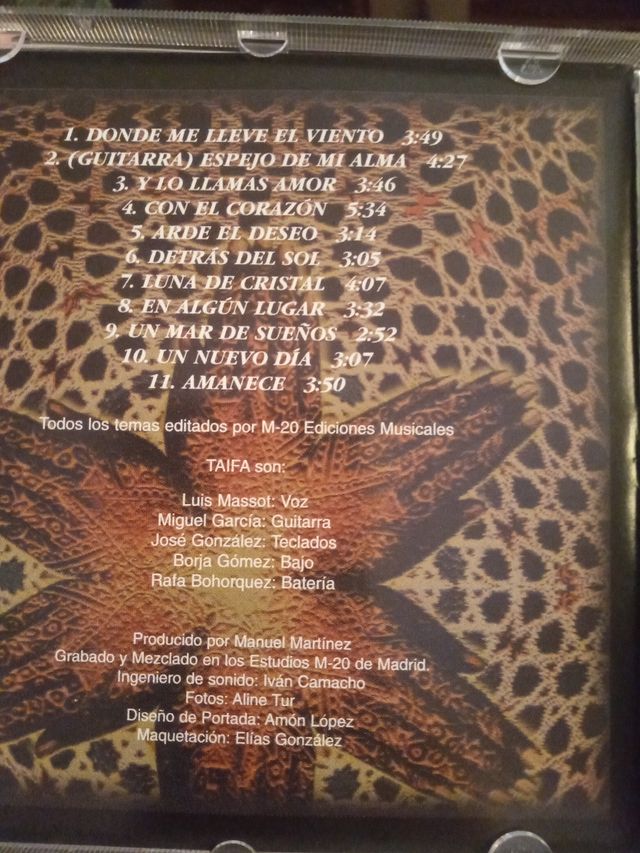 1. DONDE ME LLEVE EL VIENTO 3:49
2. (GUITARRA) ESPEJO DE MI ALMA 4:27
3. Y LO LLAMAS AMOR 3:46
4. CON EL CORAZÓN 5:34
5. ARDE EL DESEO 3:14
6. DETRÁS DEL SOL 3:05
7. LUNA DE CRISTAL 4:07
8. EN ALGÚN LUGAR 3:32
9. UN MAR DE SUEÑOS 2:52
10. UN NUEVO DÍA 3:07
11. AMANECE 3:50
Todos los temas editados por M-20 Ediciones Musicales
TAIFA son:
Luis Massot: Voz
Miguel García: Guitarra
José González: Teclados
Borja Gómez: Bajo
Rafa Bohorquez: Batería
Producido por Manuel Martínez
Grabado y Mezclado en los Estudios M-20 de Madrid.
Ingeniero de sonido: Iván Camacho
Fotos: Aline Tur
Diseño de Portada: Amón López
Maquetación: Elías González